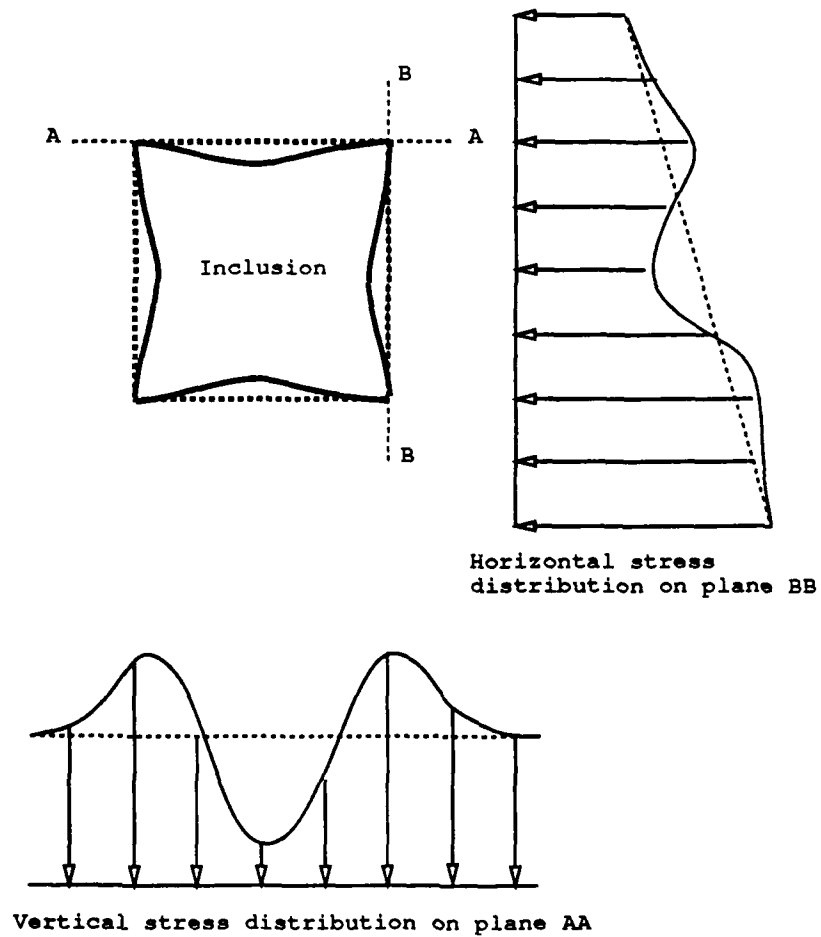 B
A
A
Inclusion
B
Horizontal stress
distribution on plane BB
Vertical stress distribution on plane AA